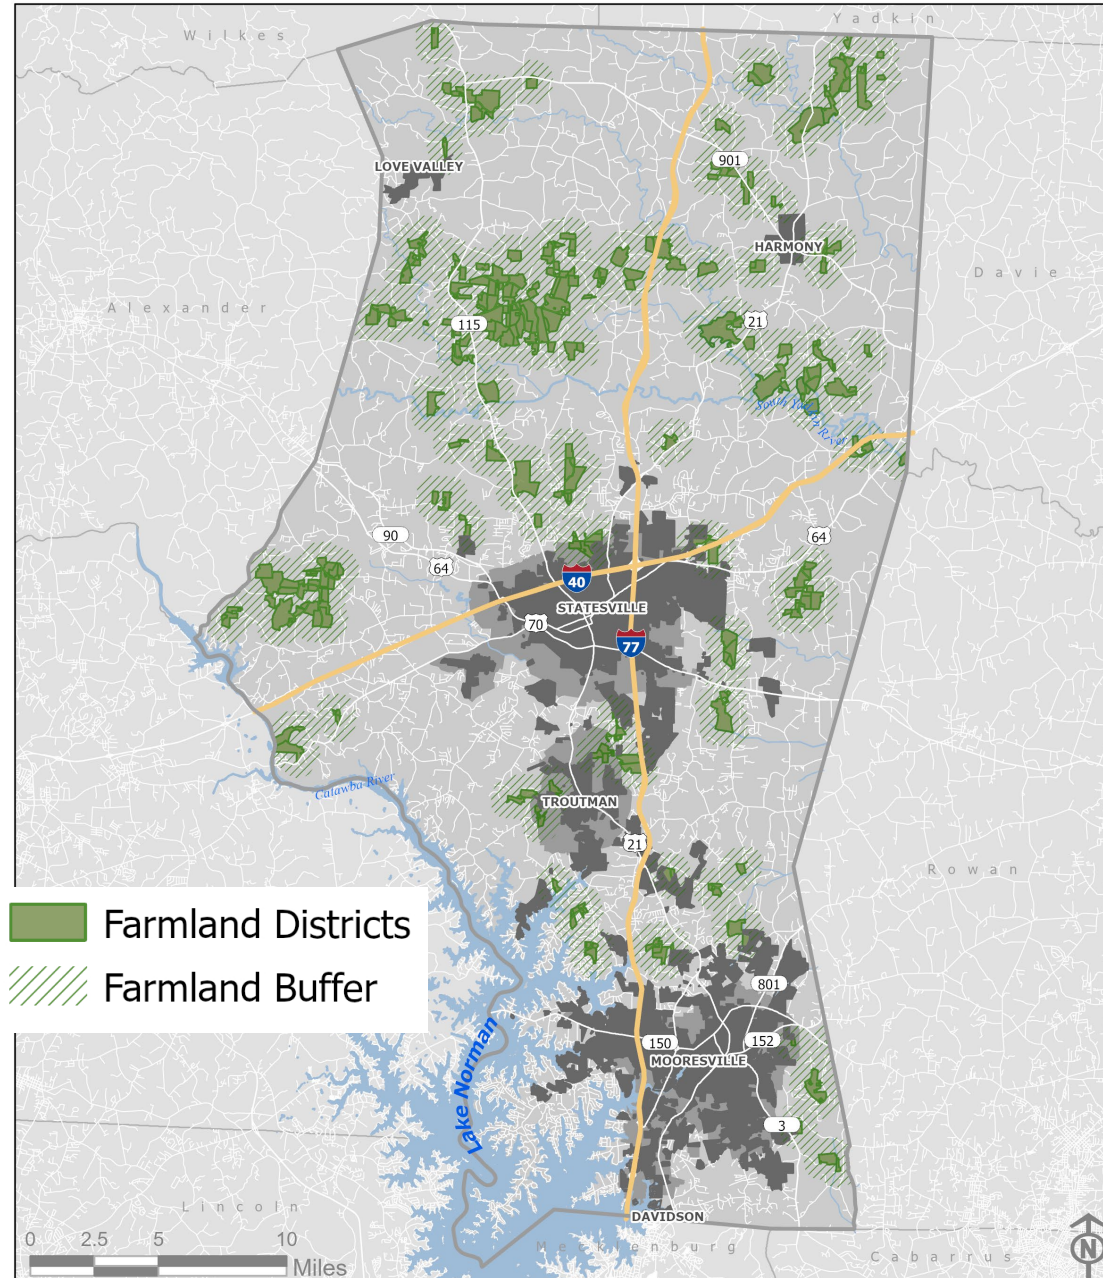 Yadkin
Wilkes
901
LOVE VALLEY
HARMONY
Davie
Alexander
21
115
South Yadkin
River
90
64
64
40
STATESVILLE
70
77
Catawba River
TROUTMAN
21
Rowan
Farmland Districts
Farmland Buffer
801
Lake Norman
150
152
MOORESVILLE
3
Lincoln
DAVIDSON
0 2.5 5 10
Miles
Mecklenburg
Cabarrus
N